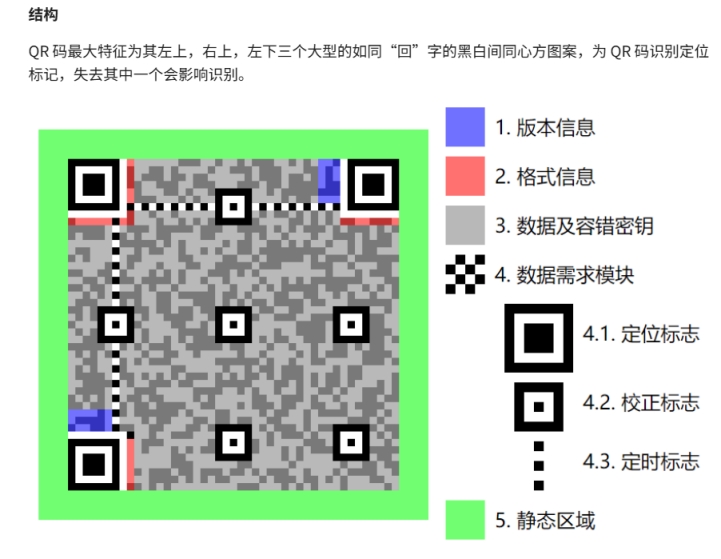 结构
QR 码最大特征为其左上，右上，左下三个大型的如同“回”字的黑白间同心方图案，为 QR 码识别定位
标记，失去其中一个会影响识别。
1. 版本信息
2. 格式信息
3. 数据及容错密钥
4. 数据需求模块
4.1. 定位标志
4.2. 校正标志
4.3. 定时标志
5. 静态区域